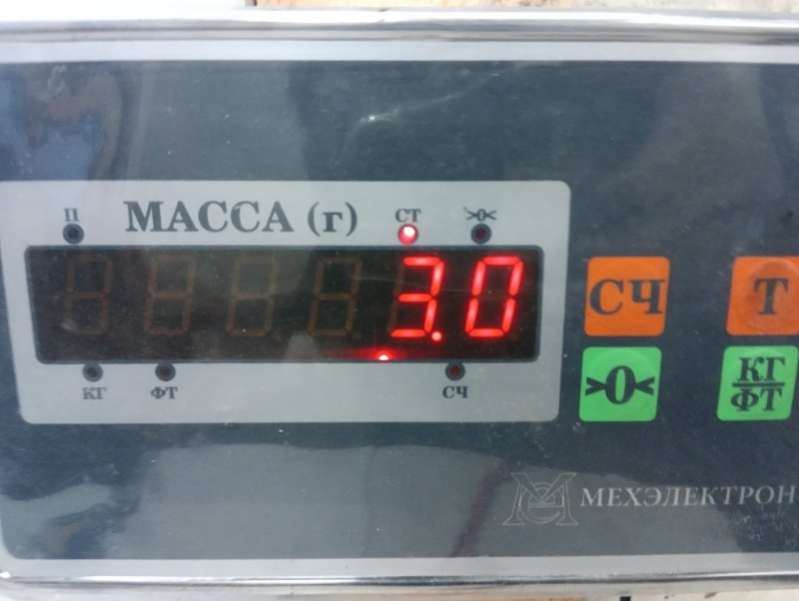 П МАССА (г) СТ >0<
3.0
КГ ФТ СЧ
СЧ Т
>0< КГ/ФТ
МЕХЭЛЕКТРОН